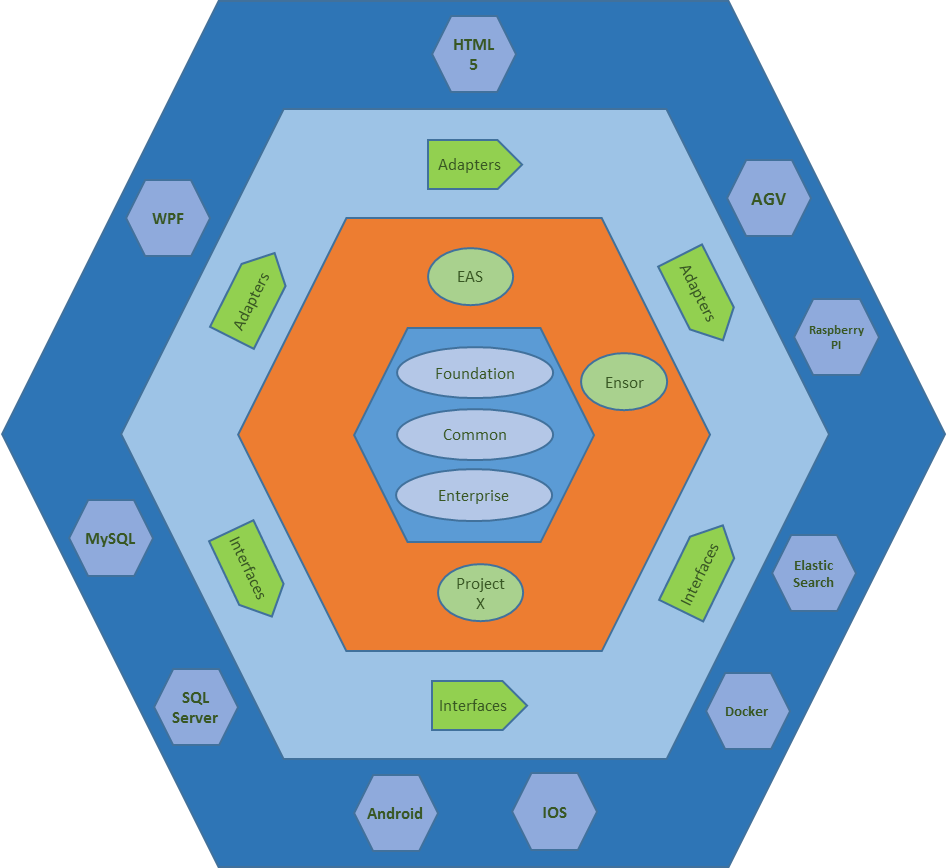 HTML
5
Adapters
AGV
WPF
Adapters
Adapters
EAS
Raspberry
PI
Foundation
Ensor
Common
Enterprise
MySQL
Interfaces
Interfaces
Elastic
Search
Project
X
SQL
Server
Interfaces
Docker
Android
IOS